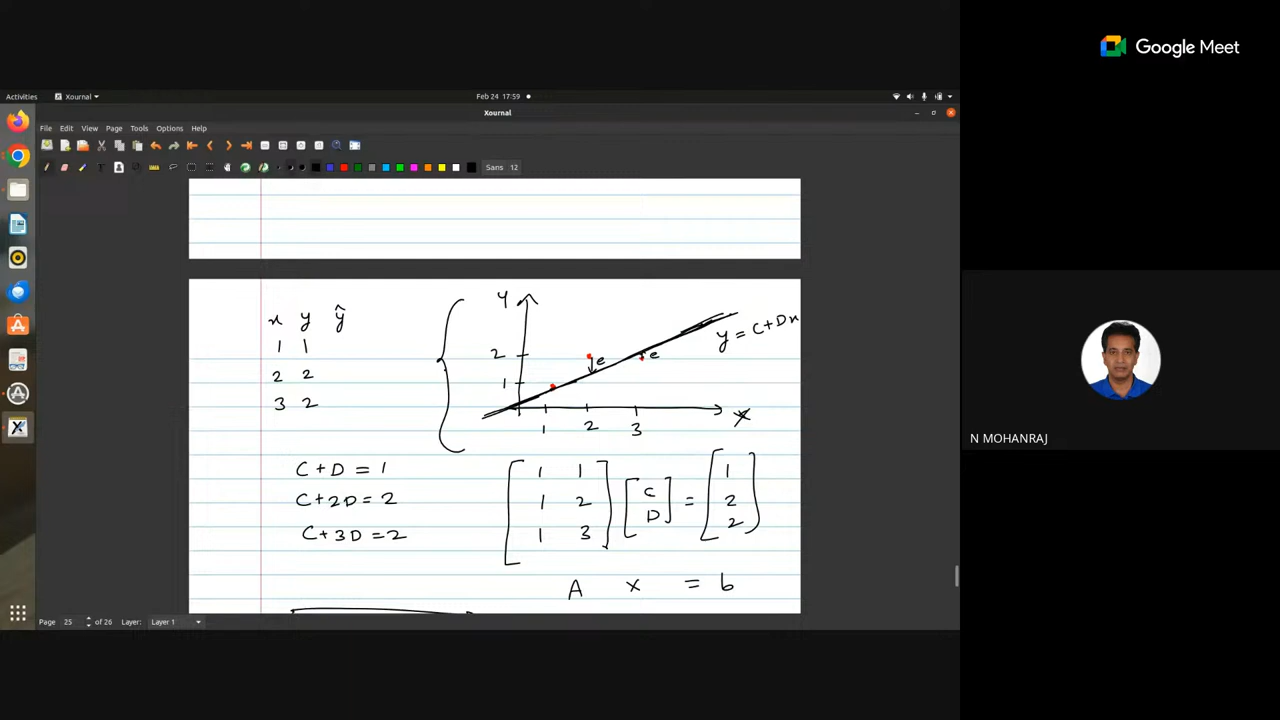 Google Meet
Activities Xournal Feb 24 17:59
Xournal
File Edit View Page Tools Options Help
Sans 12
x y ŷ
1 1
2 2
3 2
y
2
1
1 2 3
x
e
e
y = C+Dx
C+D = 1
C+2D = 2
C+3D = 2
[ 1 1 ] [ C ] = [ 1 ]
[ 1 2 ] [ D ] [ 2 ]
[ 1 3 ] [ 2 ]
A x = b
N MOHANRAJ
Page 25 of 26 Layer: Layer 1